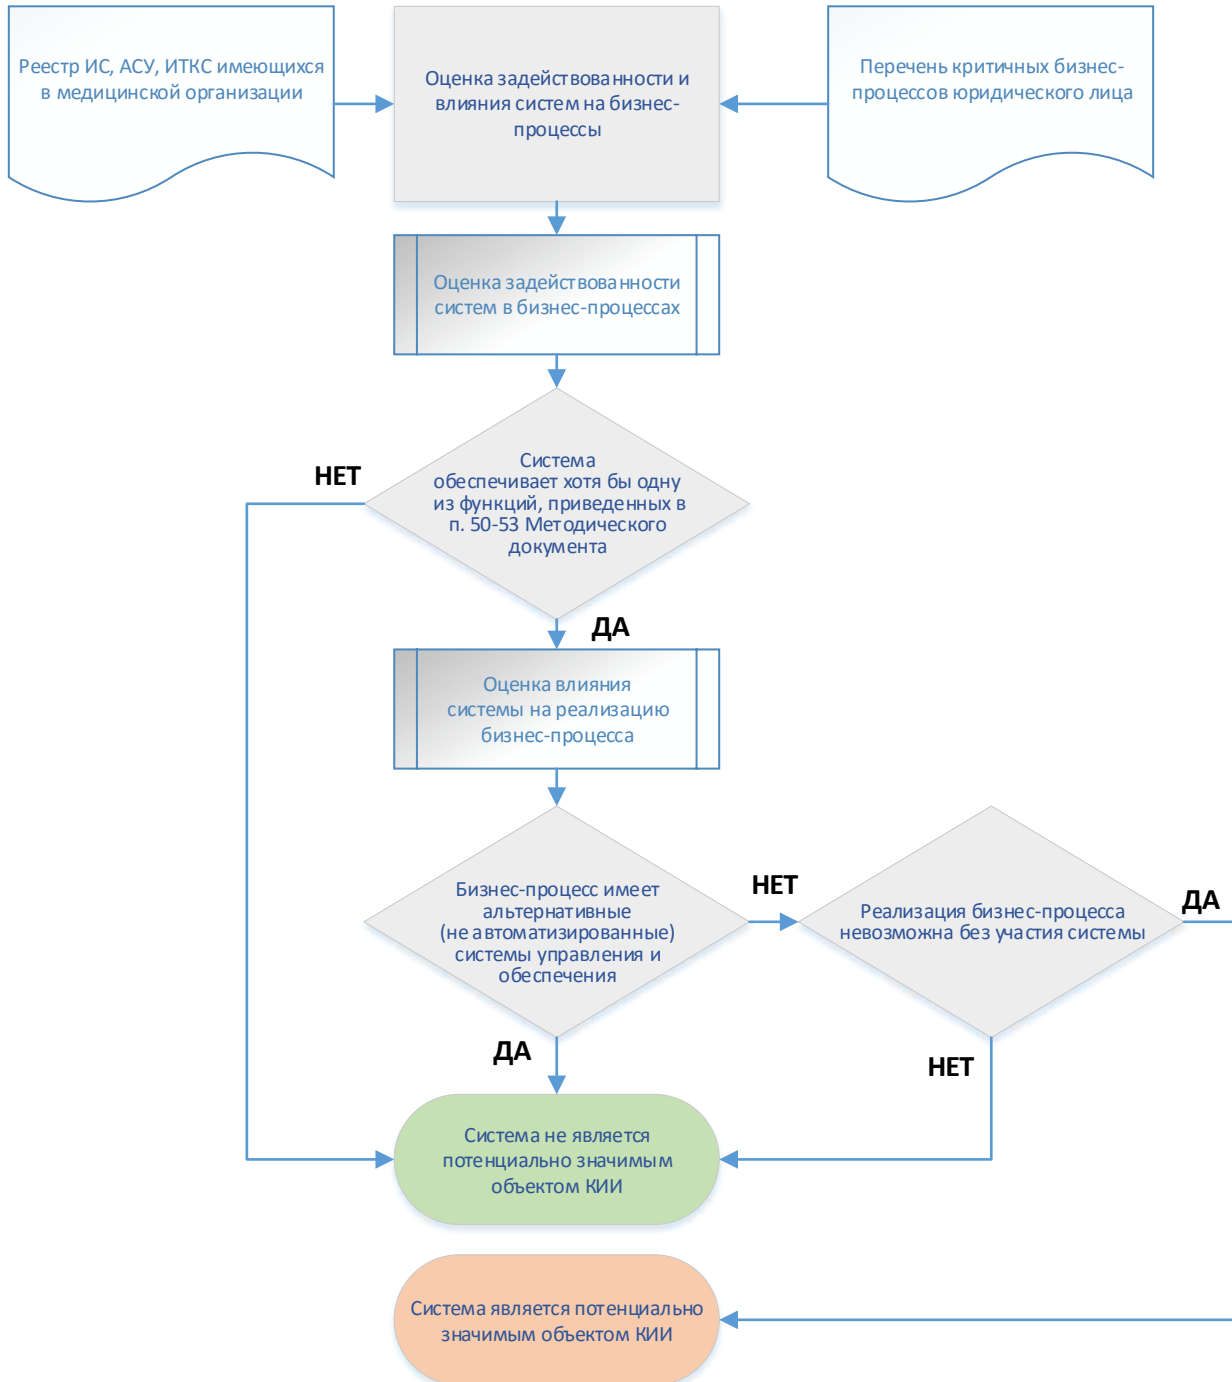 Реестр ИС, АСУ, ИТКС имеющихся
в медицинской организации
Оценка задействованности и
влияния систем на бизнес-
процессы
Перечень критичных бизнес-
процессов юридического лица
Оценка задействованности
систем в бизнес-процессах
Система
обеспечивает хотя бы одну
из функций, приведенных в
п. 50-53 Методического
документа
НЕТ
ДА
Оценка влияния
системы на реализацию
бизнес-процесса
Бизнес-процесс имеет
альтернативные
(не автоматизированные)
системы управления и
обеспечения
НЕТ
Реализация бизнес-процесса
невозможна без участия системы
ДА
ДА
НЕТ
Система не является
потенциально значимым
объектом КИИ
Система является потенциально
значимым объектом КИИ